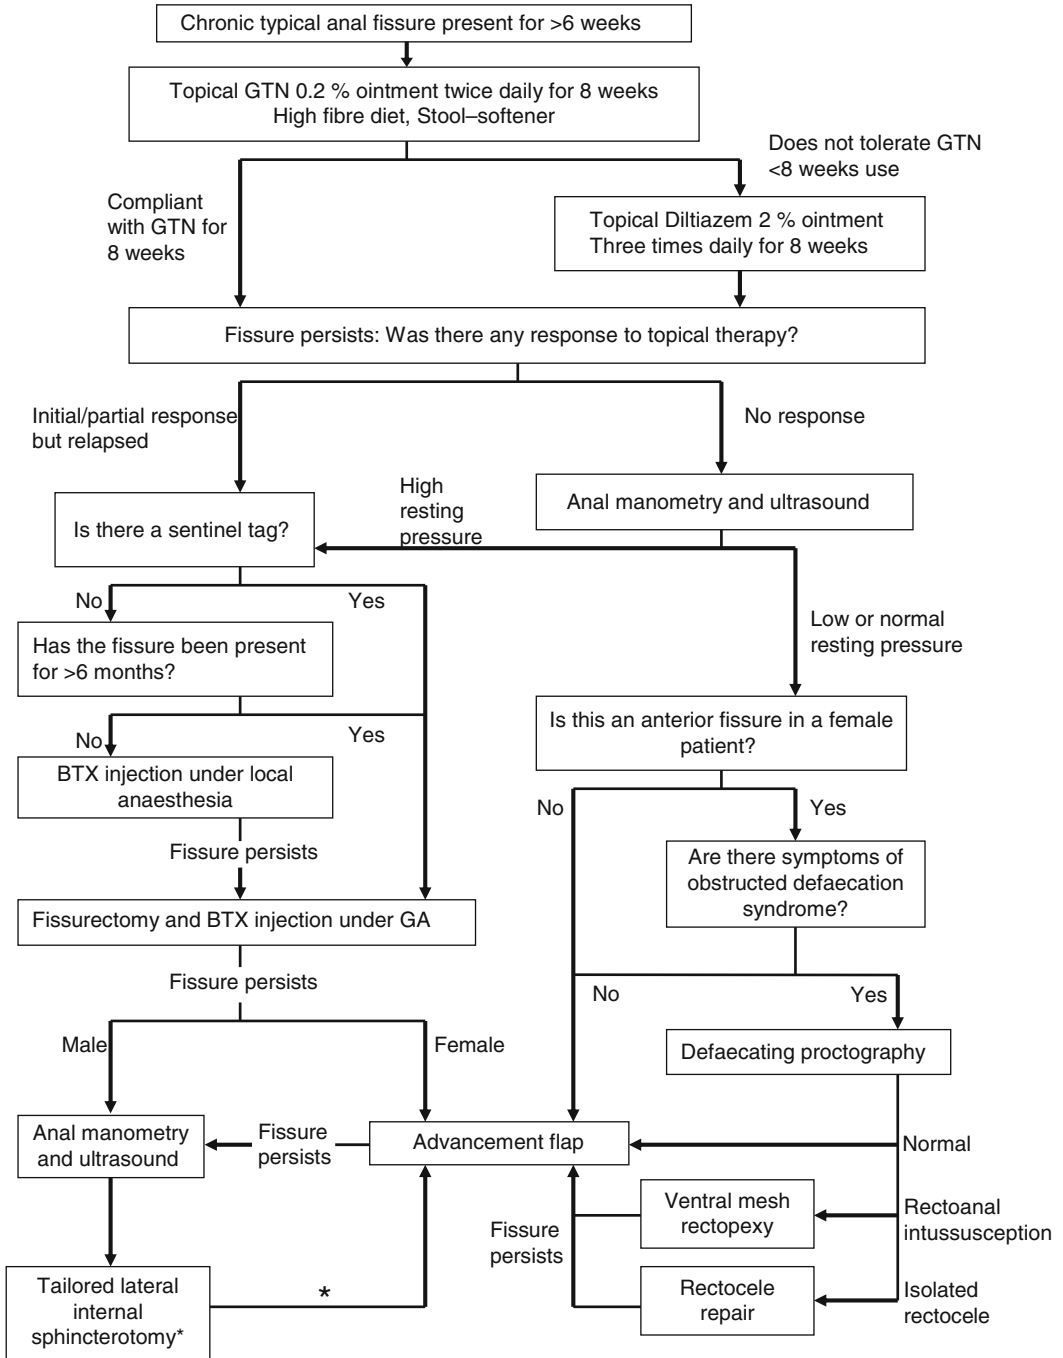 Chronic typical anal fissure present for >6 weeks
Topical GTN 0.2 % ointment twice daily for 8 weeks
High fibre diet, Stool–softener
Does not tolerate GTN
<8 weeks use
Compliant
with GTN for
8 weeks
Topical Diltiazem 2 % ointment
Three times daily for 8 weeks
Fissure persists: Was there any response to topical therapy?
Initial/partial response
but relapsed
No response
High
resting
pressure
Anal manometry and ultrasound
Is there a sentinel tag?
No
Yes
Low or normal
resting pressure
Has the fissure been present
for >6 months?
No
Yes
Is this an anterior fissure in a female
patient?
BTX injection under local
anaesthesia
No
Yes
Fissure persists
Are there symptoms of
obstructed defaecation
syndrome?
Fissurectomy and BTX injection under GA
Fissure persists
No
Yes
Male
Female
Defaecating proctography
Anal manometry
and ultrasound
Fissure
persists
Advancement flap
Normal
Ventral mesh
rectopexy
Rectoanal
intussusception
Fissure
persists
Tailored lateral
internal
sphincterotomy*
*
Rectocele
repair
Isolated
rectocele